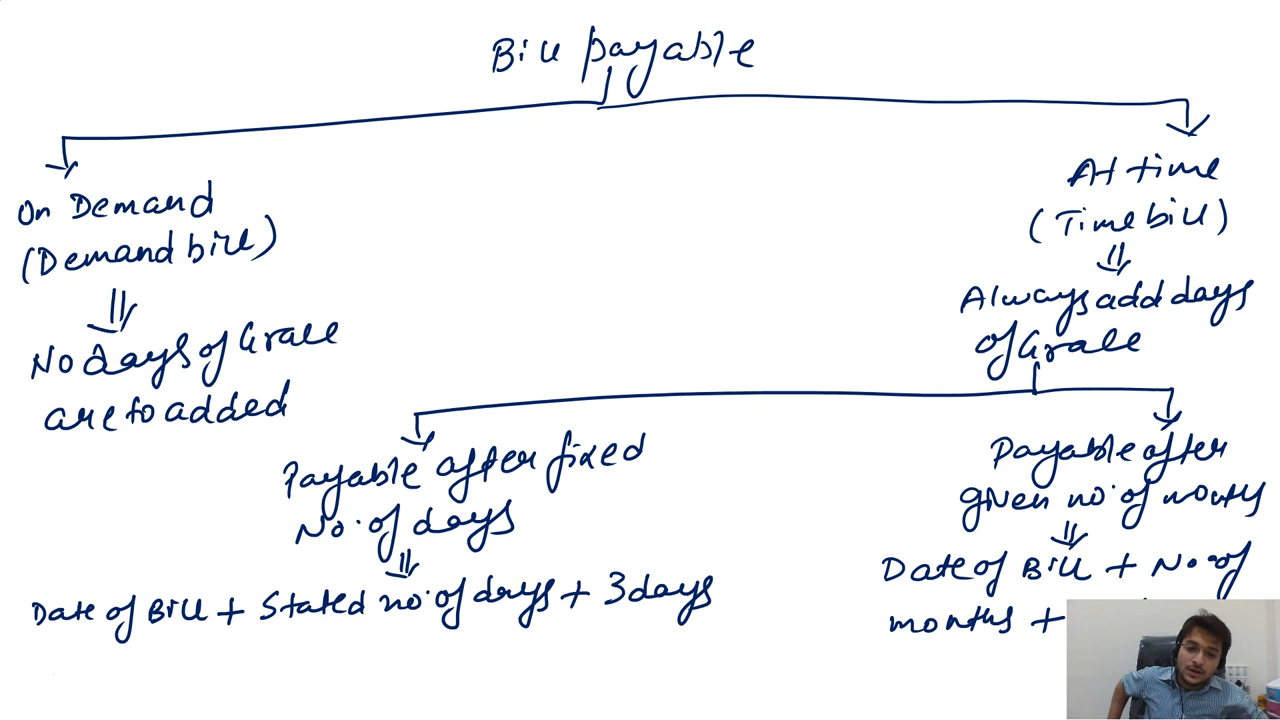 Bill payable
On Demand
(Demand bill)
No days of Grace
are to added
At time
(Time bill)
Always add days
of Grace
Payable after fixed
No. of days
Date of Bill + Stated no. of days + 3 days
Payable after
given no. of months
Date of Bill + No. of
months +